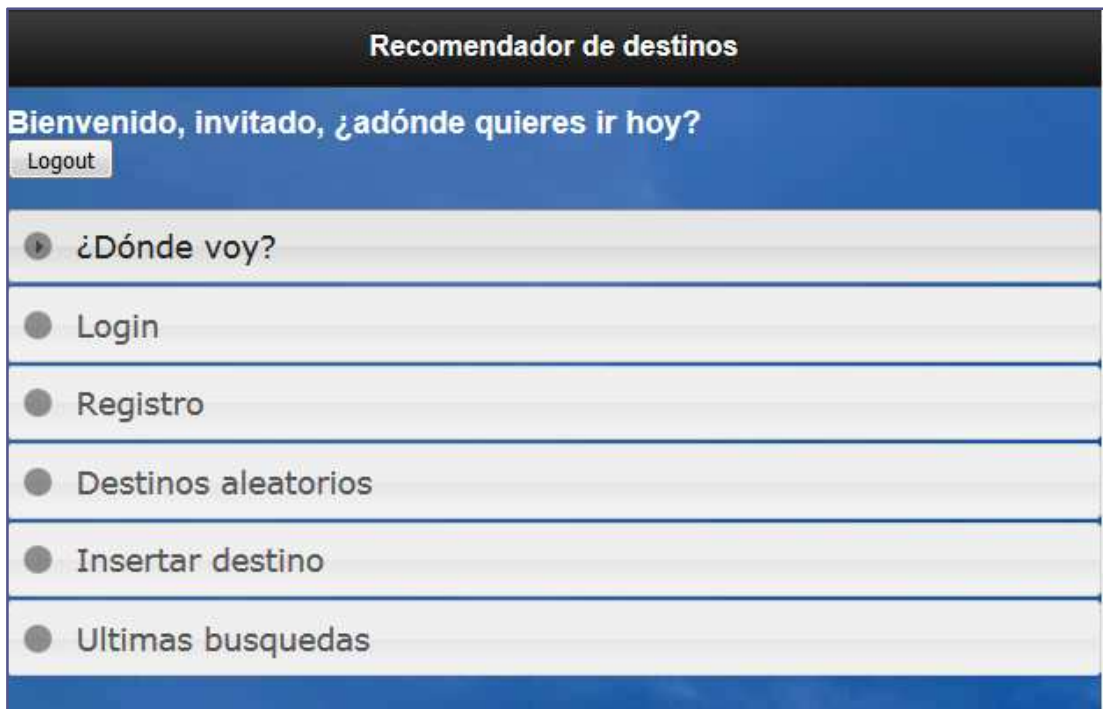 Recomendador de destinos
Bienvenido, invitado, ¿adónde quieres ir hoy?
Logout
¿Dónde voy?
Login
Registro
Destinos aleatorios
Insertar destino
Ultimas busquedas